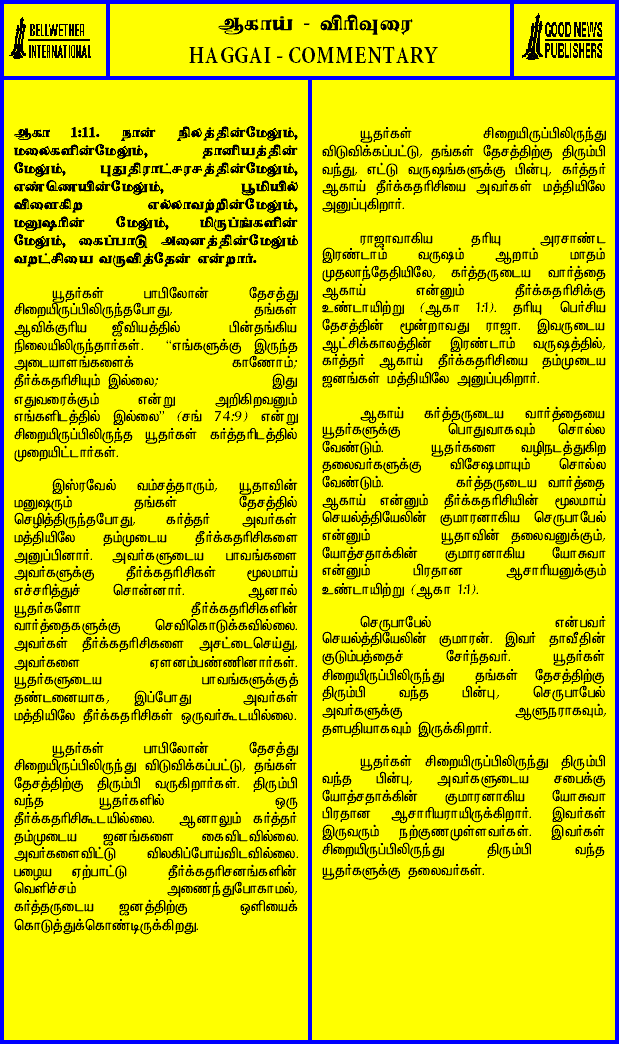 BELLWETHER
INTERNATIONAL
ஆகாய் - விரிவுரை
HAGGAI - COMMENTARY
GOOD NEWS
PUBLISHERS
ஆகா 1:11. நான் நிலத்தின்மேலும்,
மலைகளின்மேலும், தானியத்தின்
மேலும், புதுதிராட்சரசத்தின்மேலும்,
எண்ணெயின்மேலும், பூமியில்
விளைகிற எல்லாவற்றின்மேலும்,
மனுஷரின் மேலும், மிருபங்களின்
மேலும், கைப்பாடு அனைத்தின்மேலும்
வறட்சியை வருவித்தேன் என்றார்.
யூதர்கள் பாபிலோன் தேசத்து
சிறையிருப்பிலிருந்தபோது, தங்கள்
ஆவிக்குரிய ஜீவியத்தில் பின்தங்கிய
நிலையிலிருந்தார்கள். "எங்களுக்கு இருந்த
அடையாளங்களைக் காணோம்;
தீர்க்கதரிசியும் இல்லை; இது
எதுவரைக்கும் என்று அறிகிறவனும்
எங்களிடத்தில் இல்லை" (சங் 74:9) என்று
சிறையிருப்பிலிருந்த யூதர்கள் கர்த்தரிடத்தில்
முறையிட்டார்கள்.
இஸ்ரவேல் வம்சத்தாரும், யூதாவின்
மனுஷரும் தங்கள் தேசத்தில்
செழித்திருந்தபோது, கர்த்தர் அவர்கள்
மத்தியிலே தம்முடைய தீர்க்கதரிசிகளை
அனுப்பினார். அவர்களுடைய பாவங்களை
அவர்களுக்கு தீர்க்கதரிசிகள் மூலமாய்
எச்சரித்துச் சொன்னார். ஆனால்
யூதர்களோ தீர்க்கதரிசிகளின்
வார்த்தைகளுக்கு செவிகொடுக்கவில்லை.
அவர்கள் தீர்க்கதரிசிகளை அசட்டைசெய்து,
அவர்களை ஏளனம்பண்ணினார்கள்.
யூதர்களுடைய பாவங்களுக்குத்
தண்டனையாக, இப்போது அவர்கள்
மத்தியிலே தீர்க்கதரிசிகள் ஒருவர்கூடயில்லை.
யூதர்கள் பாபிலோன் தேசத்து
சிறையிருப்பிலிருந்து விடுவிக்கப்பட்டு, தங்கள்
தேசத்திற்கு திரும்பி வருகிறார்கள். திரும்பி
வந்த யூதர்களில் ஒரு
தீர்க்கதரிசிகூடயில்லை. ஆனாலும் கர்த்தர்
தம்முடைய ஜனங்களை கைவிடவில்லை.
அவர்களைவிட்டு விலகிப்போய்விடவில்லை.
பழைய ஏற்பாட்டு தீர்க்கதரிசனங்களின்
வெளிச்சம் அணைந்துபோகாமல்,
கர்த்தருடைய ஜனத்திற்கு ஒளியைக்
கொடுத்துக்கொண்டிருக்கிறது.
யூதர்கள் சிறையிருப்பிலிருந்து
விடுவிக்கப்பட்டு, தங்கள் தேசத்திற்கு திரும்பி
வந்து, எட்டு வருஷங்களுக்கு பின்பு, கர்த்தர்
ஆகாய் தீர்க்கதரிசியை அவர்கள் மத்தியிலே
அனுப்புகிறார்.
ராஜாவாகிய தரியு அரசாண்ட
இரண்டாம் வருஷம் ஆறாம் மாதம்
முதலாந்தேதியிலே, கர்த்தருடைய வார்த்தை
ஆகாய் என்னும் தீர்க்கதரிசிக்கு
உண்டாயிற்று (ஆகா 1:1). தரியு பெர்சிய
தேசத்தின் மூன்றாவது ராஜா. இவருடைய
ஆட்சிக்காலத்தின் இரண்டாம் வருஷத்தில்,
கர்த்தர் ஆகாய் தீர்க்கதரிசியை தம்முடைய
ஜனங்கள் மத்தியிலே அனுப்புகிறார்.
ஆகாய் கர்த்தருடைய வார்த்தையை
யூதர்களுக்கு பொதுவாகவும் சொல்ல
வேண்டும். யூதர்களை வழிநடத்துகிற
தலைவர்களுக்கு விசேஷமாயும் சொல்ல
வேண்டும். கர்த்தருடைய வார்த்தை
ஆகாய் என்னும் தீர்க்கதரிசியின் மூலமாய்
செயல்த்தியேலின் குமாரனாகிய செருபாபேல்
என்னும் யூதாவின் தலைவனுக்கும்,
யோத்சதாக்கின் குமாரனாகிய யோசுவா
என்னும் பிரதான ஆசாரியனுக்கும்
உண்டாயிற்று (ஆகா 1:1).
செருபாபேல் என்பவர்
செயல்த்தியேலின் குமாரன். இவர் தாவீதின்
குடும்பத்தைச் சேர்ந்தவர். யூதர்கள்
சிறையிருப்பிலிருந்து தங்கள் தேசத்திற்கு
திரும்பி வந்த பின்பு, செருபாபேல்
அவர்களுக்கு ஆளுநராகவும்,
தளபதியாகவும் இருக்கிறார்.
யூதர்கள் சிறையிருப்பிலிருந்து திரும்பி
வந்த பின்பு, அவர்களுடைய சபைக்கு
யோத்சதாக்கின் குமாரனாகிய யோசுவா
பிரதான ஆசாரியராயிருக்கிறார். இவர்கள்
இருவரும் நற்குணமுள்ளவர்கள். இவர்கள்
சிறையிருப்பிலிருந்து திரும்பி வந்த
யூதர்களுக்கு தலைவர்கள்.